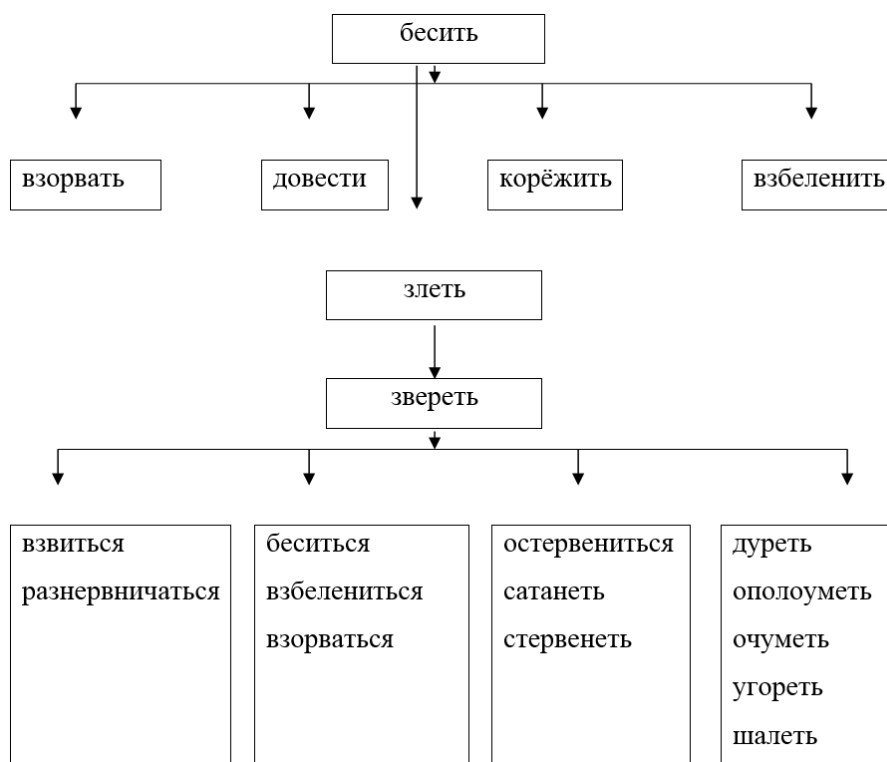 бесить
взорвать
довести
корёжить
взбеленить
злеть
звереть
взвиться
разнервничаться
беситься
взбелениться
взорваться
остервениться
сатанеть
стервенеть
дуреть
ополоуметь
очуметь
угореть
шалеть